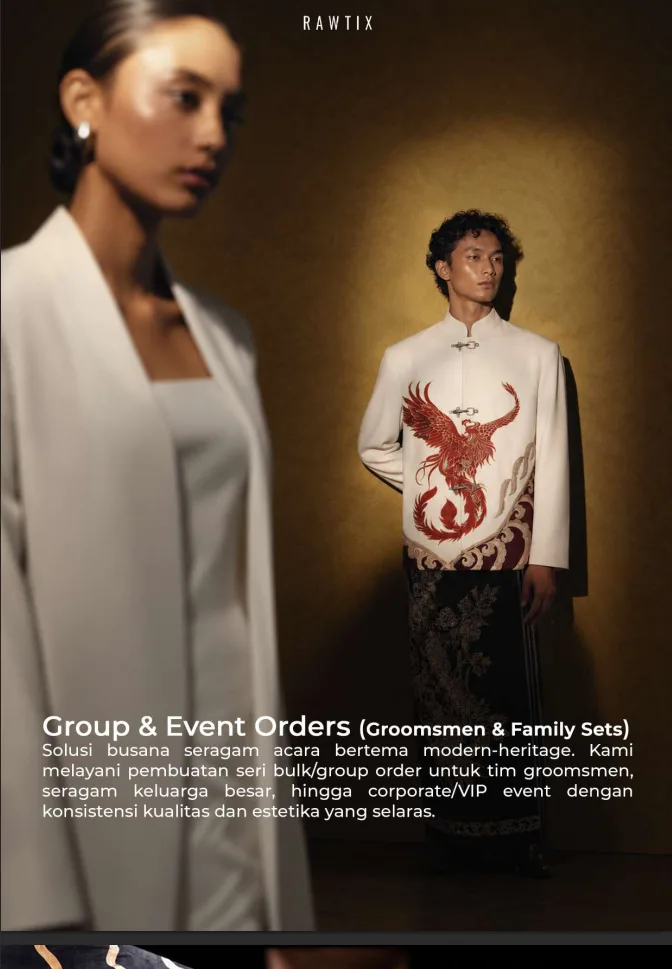 RAWTIX
Group & Event Orders (Groomsmen & Family Sets)
Solusi busana seragam acara bertema modern-heritage. Kami
melayani pembuatan seri bulk/group order untuk tim groomsmen,
seragam keluarga besar, hingga corporate/VIP event dengan
konsistensi kualitas dan estetika yang selaras.